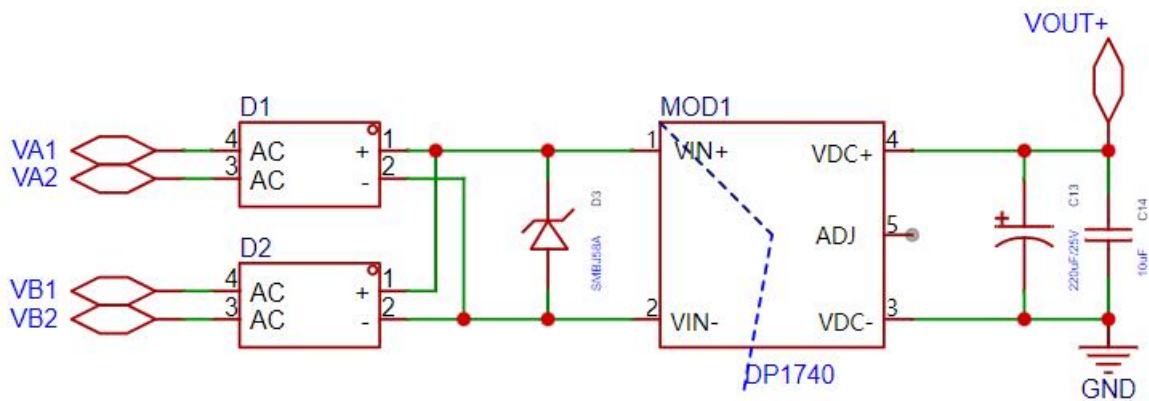 VOUT+
D1
MOD1
VA1
4
AC
+
1
VA2
3
AC
-
2
1
VIN+
VDC+
4
D3
SMBJ58A
ADJ
5
+
C13
220uF/25V
C14
10uF
D2
VB1
4
AC
+
1
VB2
3
AC
-
2
2
VIN-
VDC-
3
DP1740
GND